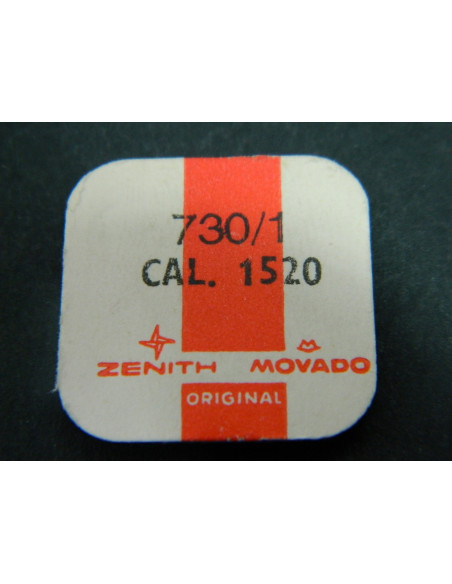 730/1
CAL. 1520
ZENITH MOVADO
ORIGINAL